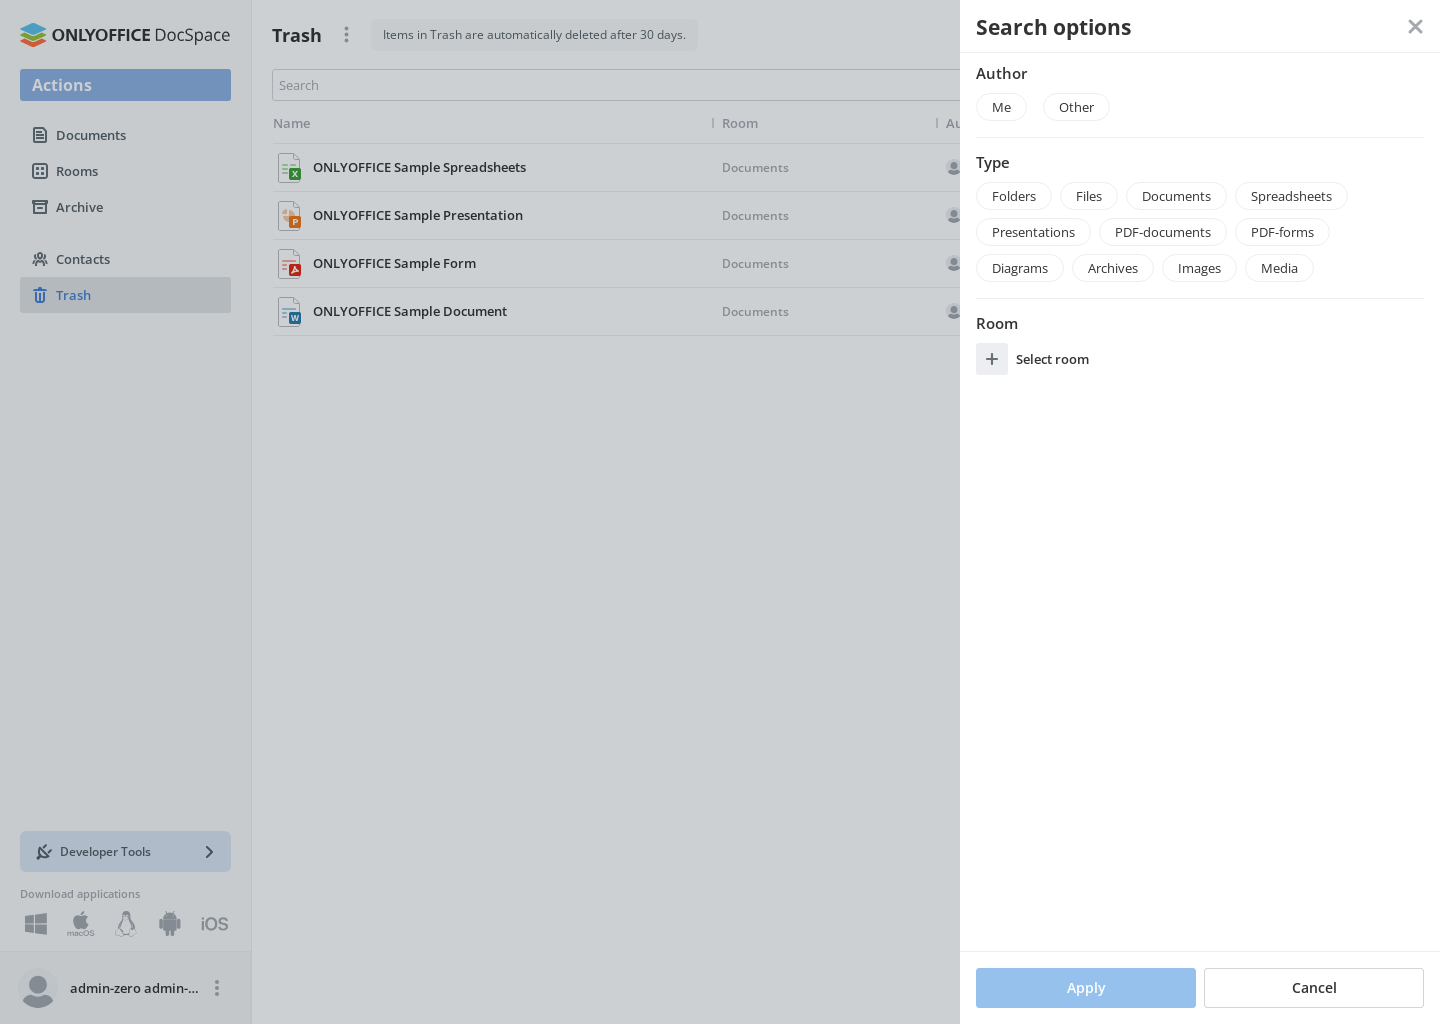 ONLYOFFICE DocSpace
Actions
Documents
Rooms
Archive
Contacts
Trash
Developer Tools
Download applications
macOS
iOS
admin-zero admin-...
Trash
Items in Trash are automatically deleted after 30 days.
Search
Name
Room
Au
ONLYOFFICE Sample Spreadsheets
Documents
ONLYOFFICE Sample Presentation
Documents
ONLYOFFICE Sample Form
Documents
ONLYOFFICE Sample Document
Documents
Search options
Author
Me Other
Type
Folders Files Documents Spreadsheets
Presentations PDF-documents PDF-forms
Diagrams Archives Images Media
Room
Select room
Apply Cancel